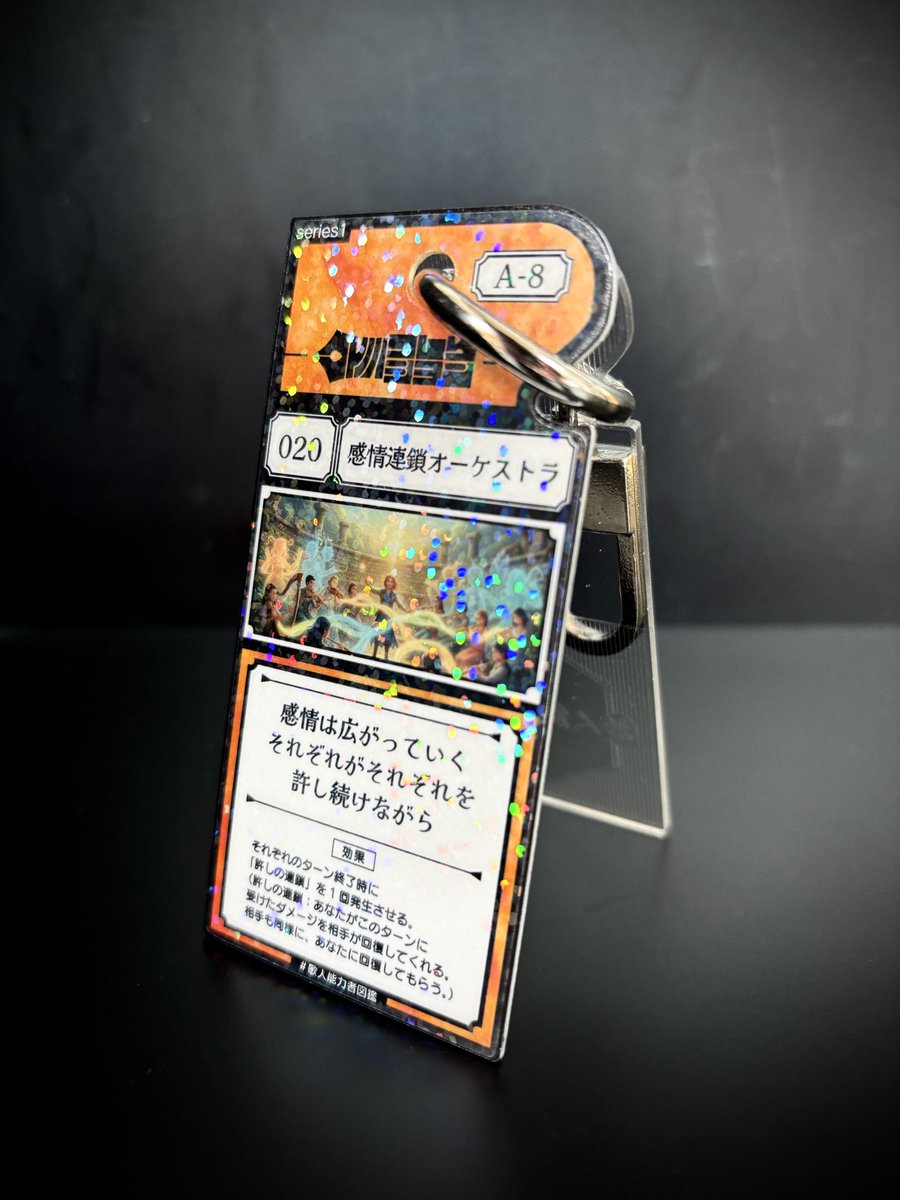 series1
A-8
020
感情連鎖オーケストラ
感情は広がっていく
それぞれがそれぞれを
許し続けながら
効果
それぞれのターン終了時に
「許しの連鎖」を1回発生させる。
(許しの連鎖：あなたがこのターンに
受けたダメージを相手が回復してくれる。
相手も同様に、あなたに回復してもらう。)
#歌人能力者図鑑